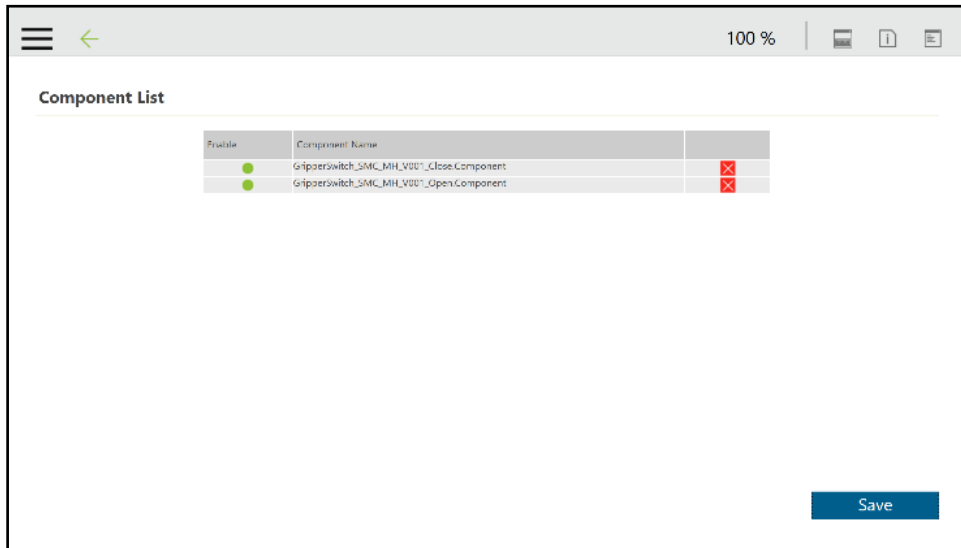 100 %
Component List
Enable Component Name
GripperSwitch_SMC_MH_V001_Close.Component
GripperSwitch_SMC_MH_V001_Open.Component
Save